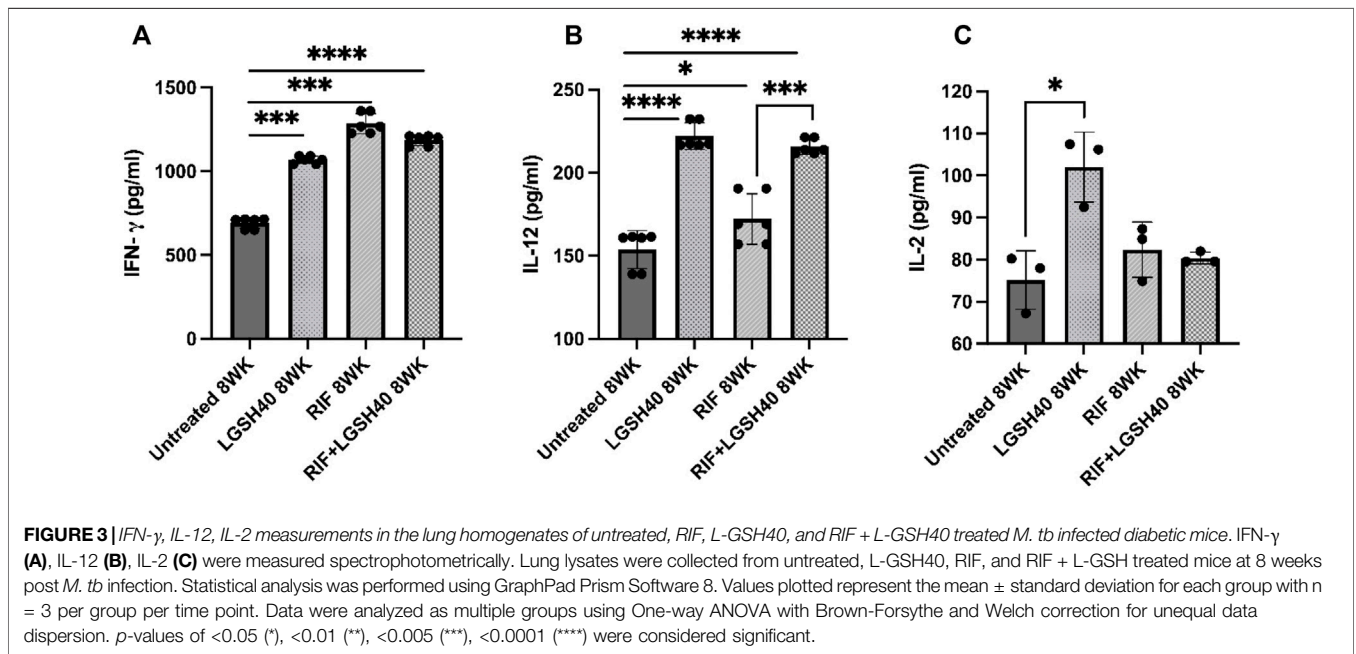 A
****
***
***
IFN- γ (pg/ml)
1500
1000
500
0
Untreated 8WK
LGSH40 8WK
RIF 8WK
RIF+LGSH40 8WK
B
****
*
****
***
IL-12 (pg/ml)
250
200
150
100
Untreated 8WK
LGSH40 8WK
RIF 8WK
RIF+LGSH40 8WK
C
*
IL-2 (pg/ml)
120
110
100
90
80
70
60
Untreated 8WK
LGSH40 8WK
RIF 8WK
RIF+LGSH40 8WK
FIGURE 3 | IFN-γ, IL-12, IL-2 measurements in the lung homogenates of untreated, RIF, L-GSH40, and RIF + L-GSH40 treated M. tb infected diabetic mice. IFN-γ
(A), IL-12 (B), IL-2 (C) were measured spectrophotometrically. Lung lysates were collected from untreated, L-GSH40, RIF, and RIF + L-GSH treated mice at 8 weeks
post M. tb infection. Statistical analysis was performed using GraphPad Prism Software 8. Values plotted represent the mean ± standard deviation for each group with n
= 3 per group per time point. Data were analyzed as multiple groups using One-way ANOVA with Brown-Forsythe and Welch correction for unequal data
dispersion. p-values of <0.05 (*), <0.01 (**), <0.005 (***), <0.0001 (****) were considered significant.